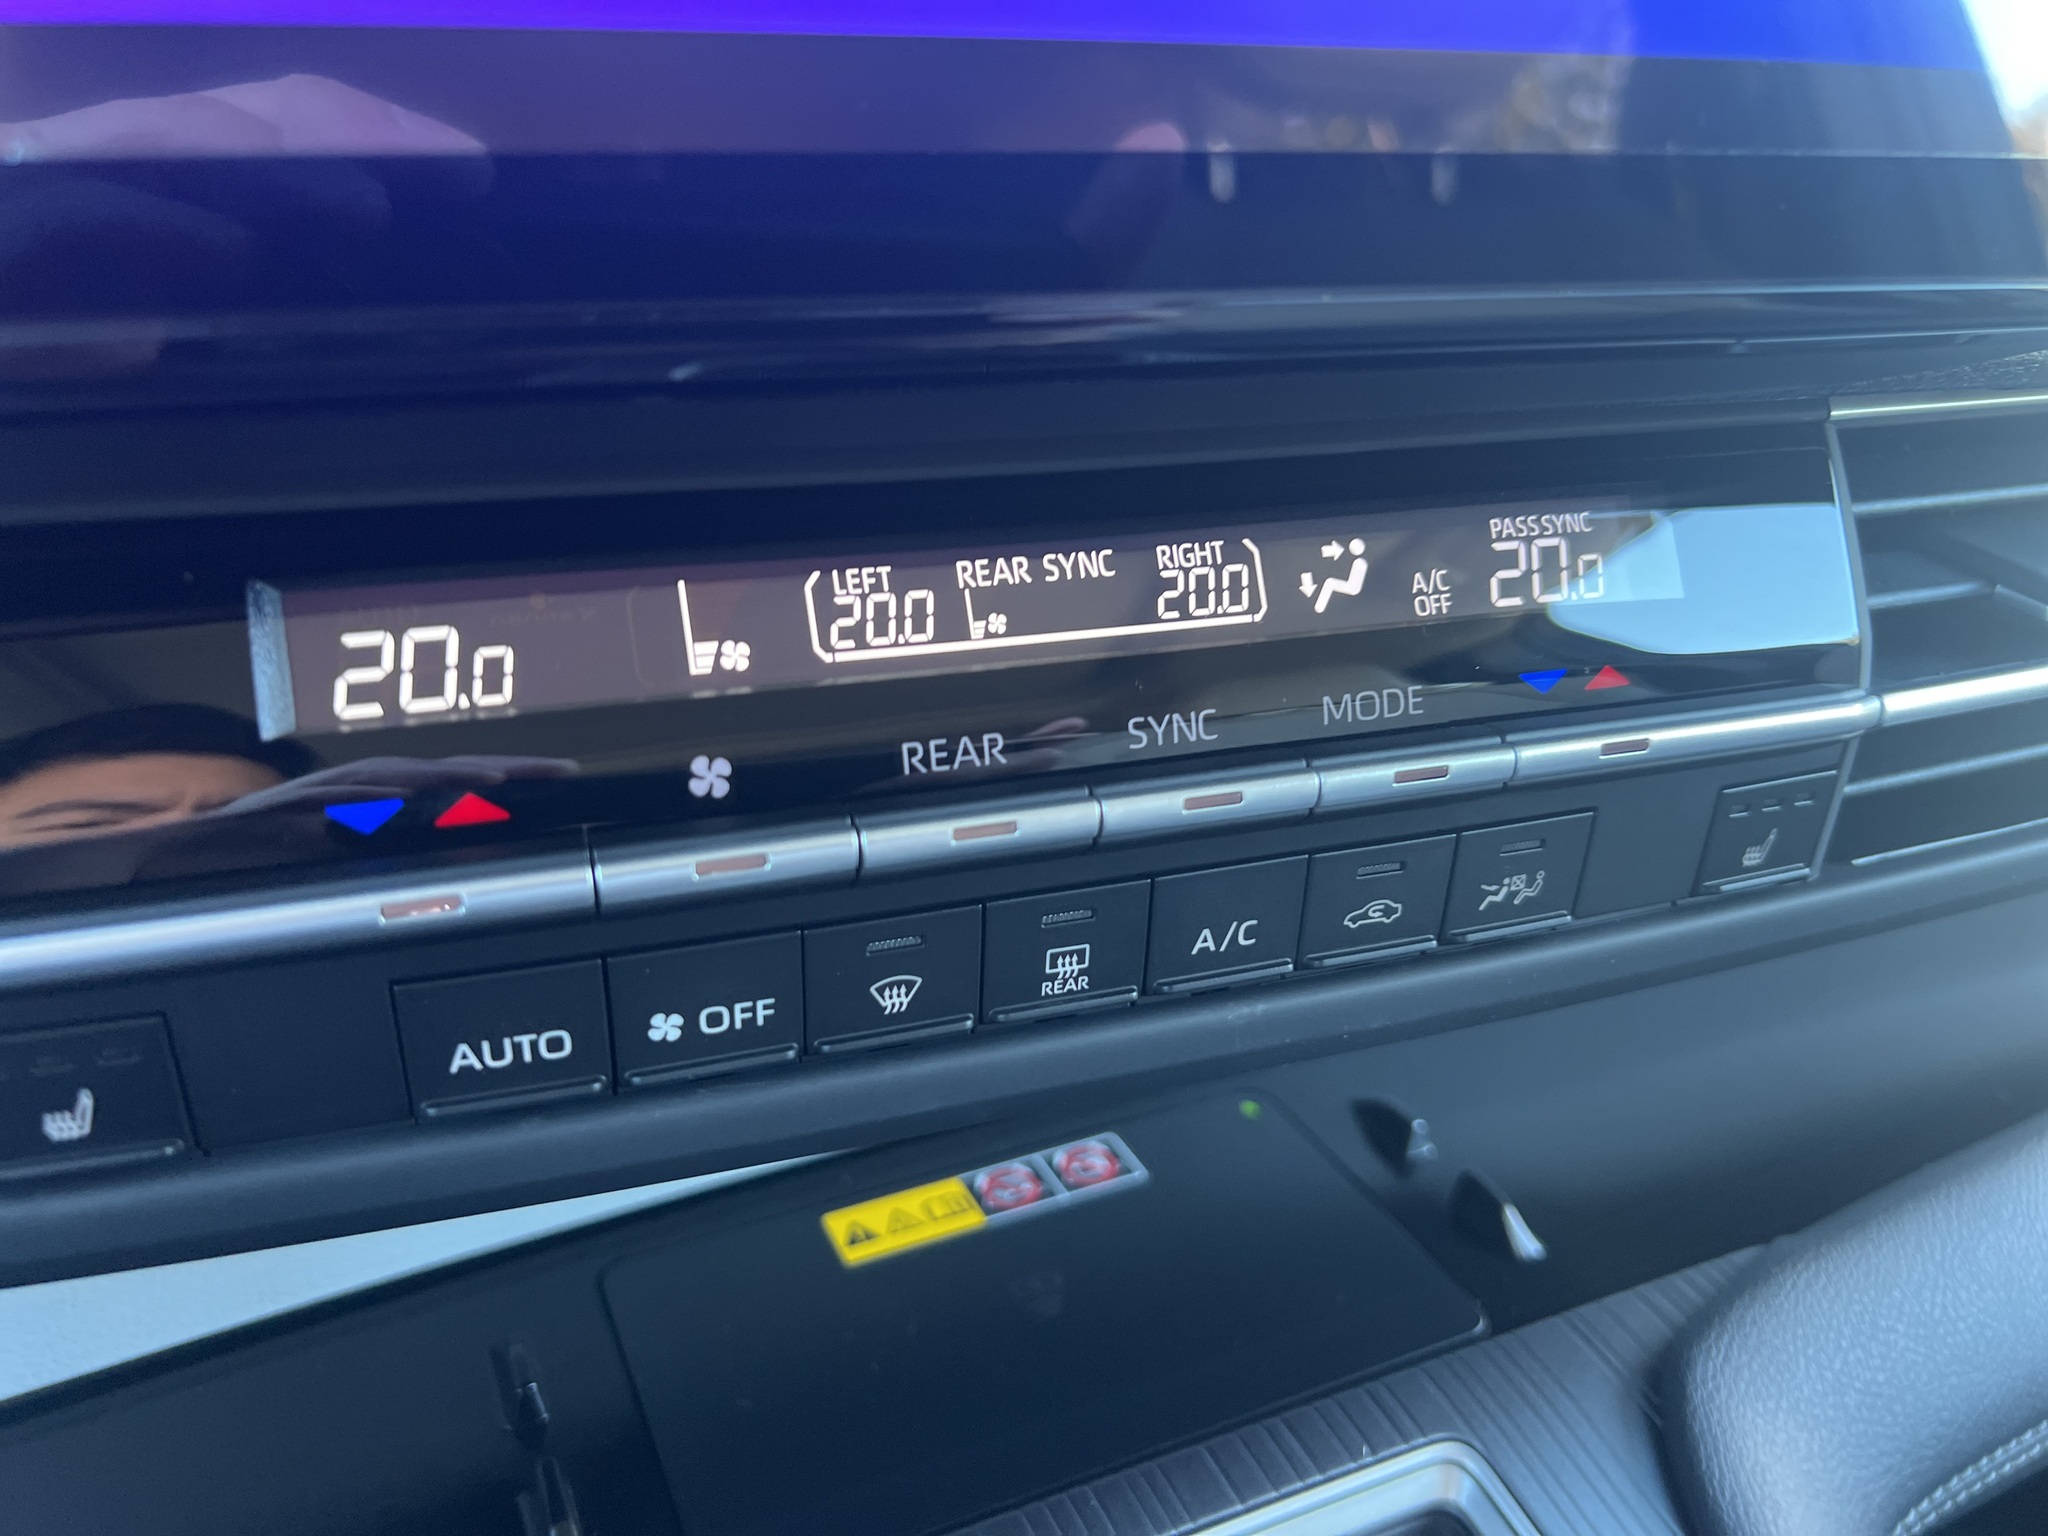 PASS SYNC
LEFT
REAR SYNC
RIGHT
20.0
20.0
20.0
A/C
OFF
20.0
REAR
SYNC
MODE
AUTO
OFF
REAR
A/C